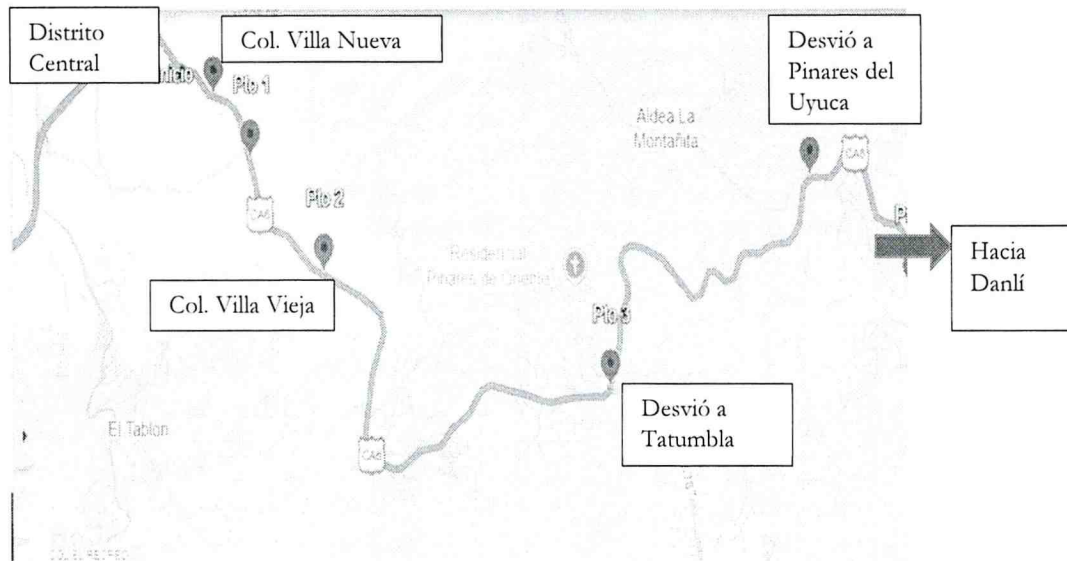 Distrito
Central
Col. Villa Nueva
Desvió a
Pinares del
Uyuca
Inicio
Pto 1
Aldea La
Montañita
CA6
CA6
Pto 2
Residencial
Pinares de Oriente
Hacia
Danlí
Col. Villa Vieja
Pto 3
El Tablon
Desvió a
Tatumbla
CA6